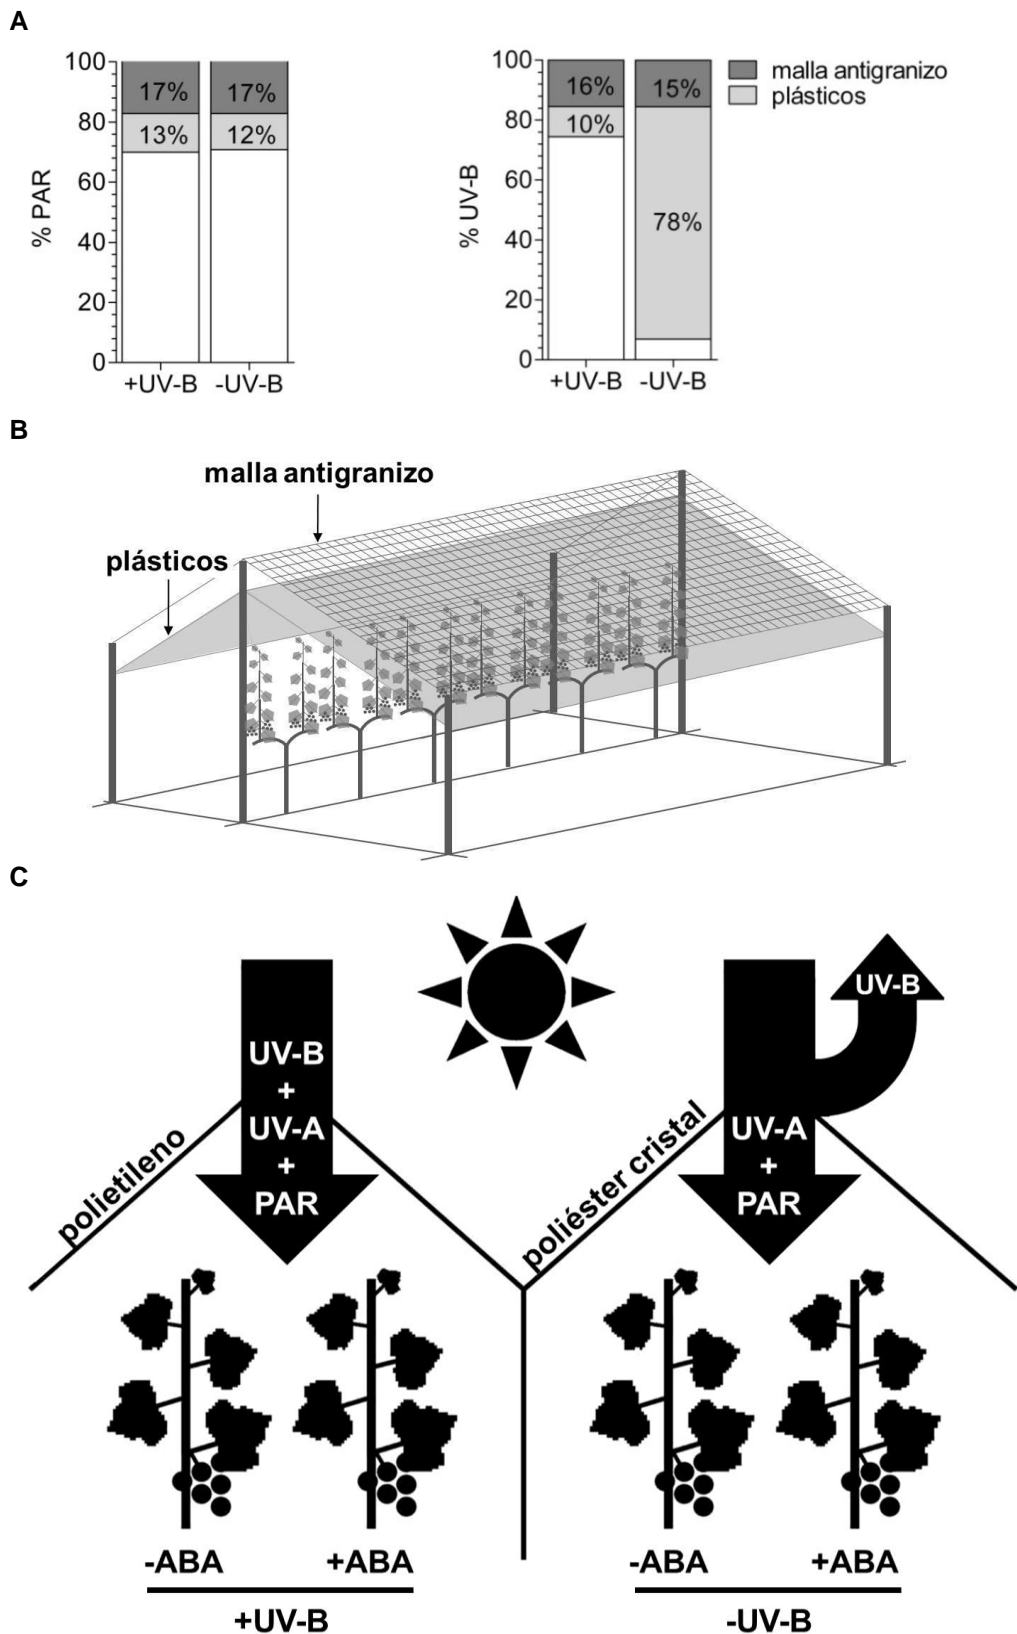 A
100
80
60
40
20
0
% PAR
17%
17%
13%
12%
+UV-B
-UV-B
100
80
60
40
20
0
% UV-B
16%
15%
10%
78%
+UV-B
-UV-B
malla antigranizo
plásticos
B
malla antigranizo
plásticos
C
UV-B
+
UV-A
+
PAR
polietileno
UV-B
UV-A
+
PAR
poliéster cristal
-ABA
+ABA
-ABA
+ABA
+UV-B
-UV-B